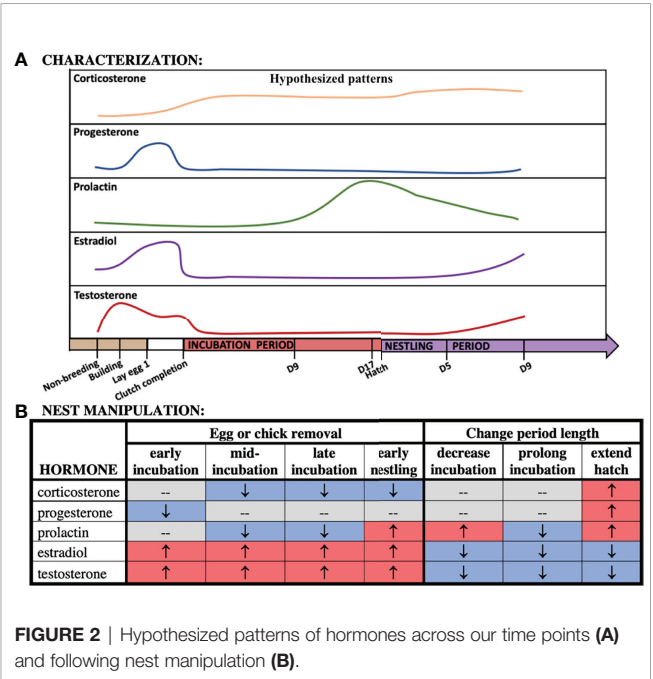 A CHARACTERIZATION:
Corticosterone
Hypothesized patterns
Progesterone
Prolactin
Estradiol
Testosterone
INCUBATION PERIOD
NESTLING PERIOD
Non-breeding
Building
Lay egg 1
Clutch completion
D9
D17
Hatch
D5
D9
B NEST MANIPULATION:
Egg or chick removal Change period length
HORMONE early incubation mid-incubation late incubation early nestling decrease incubation prolong incubation extend hatch
corticosterone -- ↓ ↓ ↓ -- -- ↑
progesterone ↓ -- -- -- -- -- ↑
prolactin -- ↓ ↓ ↑ ↑ ↓ ↑
estradiol ↑ ↑ ↑ ↑ ↓ ↓ ↓
testosterone ↑ ↑ ↑ ↑ ↓ ↓ ↓
FIGURE 2 | Hypothesized patterns of hormones across our time points (A)
and following nest manipulation (B).